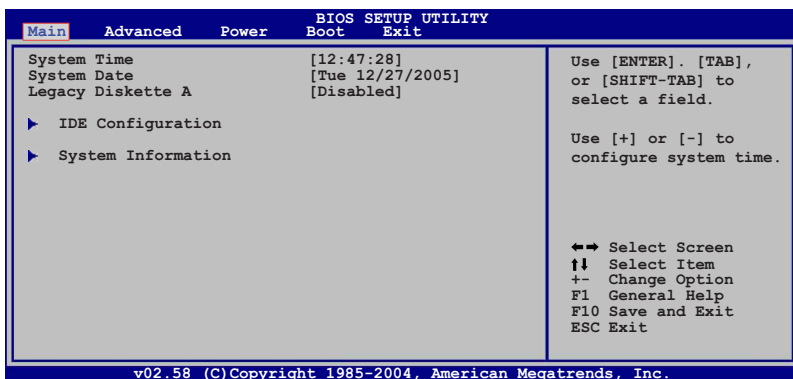 BIOS SETUP UTILITY
Main Advanced Power Boot Exit
System Time [12:47:28]
System Date [Tue 12/27/2005]
Legacy Diskette A [Disabled]
IDE Configuration
System Information
Use [ENTER]. [TAB],
or [SHIFT-TAB] to
select a field.
Use [+] or [-] to
configure system time.
Select Screen
Select Item
+- Change Option
F1 General Help
F10 Save and Exit
ESC Exit
v02.58 (C)Copyright 1985-2004, American Megatrends, Inc.